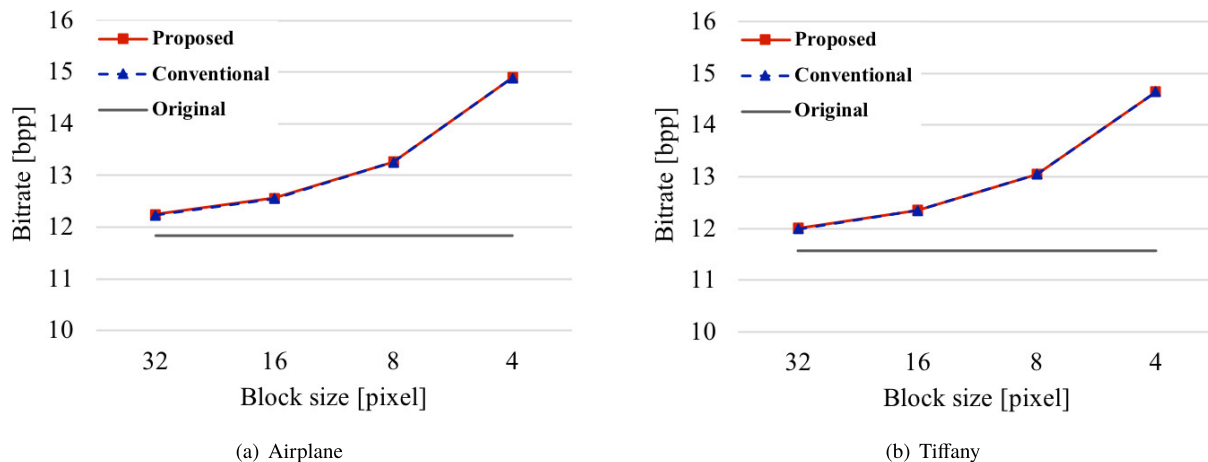 16
15
14
13
12
11
10
Bitrate [bpp]
Proposed
Conventional
Original
32 16 8 4
Block size [pixel]
(a) Airplane
16
15
14
13
12
11
10
Bitrate [bpp]
Proposed
Conventional
Original
32 16 8 4
Block size [pixel]
(b) Tiffany